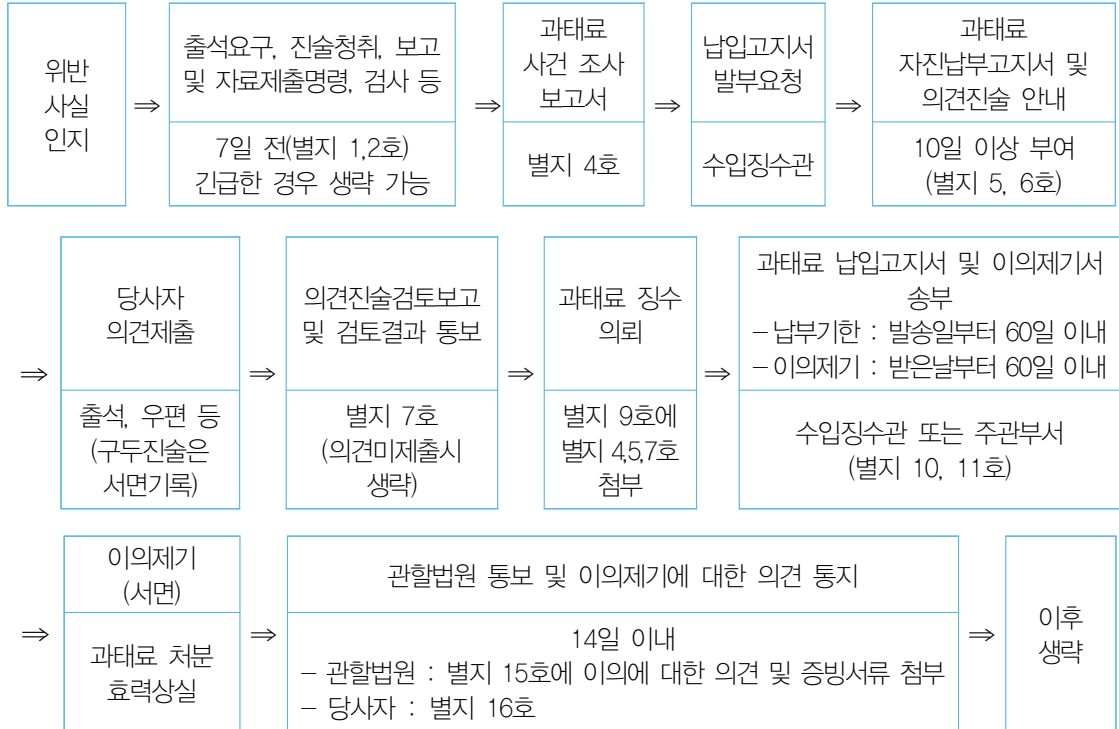 위반
사실
인지
⇒
출석요구, 진술청취, 보고
및 자료제출명령, 검사 등
7일 전(별지 1,2호)
긴급한 경우 생략 가능
⇒
과태료
사건 조사
보고서
별지 4호
⇒
납입고지서
발부요청
수입징수관
⇒
과태료
자진납부고지서 및
의견진술 안내
10일 이상 부여
(별지 5, 6호)
⇒
당사자
의견제출
출석, 우편 등
(구두진술은
서면기록)
⇒
의견진술검토보고
및 검토결과 통보
별지 7호
(의견미제출시
생략)
⇒
과태료 징수
의뢰
별지 9호에
별지 4,5,7호
첨부
⇒
과태료 납입고지서 및 이의제기서
송부
– 납부기한 : 발송일부터 60일 이내
– 이의제기 : 받은날부터 60일 이내
수입징수관 또는 주관부서
(별지 10, 11호)
⇒
이의제기
(서면)
과태료 처분
효력상실
⇒
관할법원 통보 및 이의제기에 대한 의견 통지
14일 이내
– 관할법원 : 별지 15호에 이의에 대한 의견 및 증빙서류 첨부
– 당사자 : 별지 16호
⇒
이후
생략